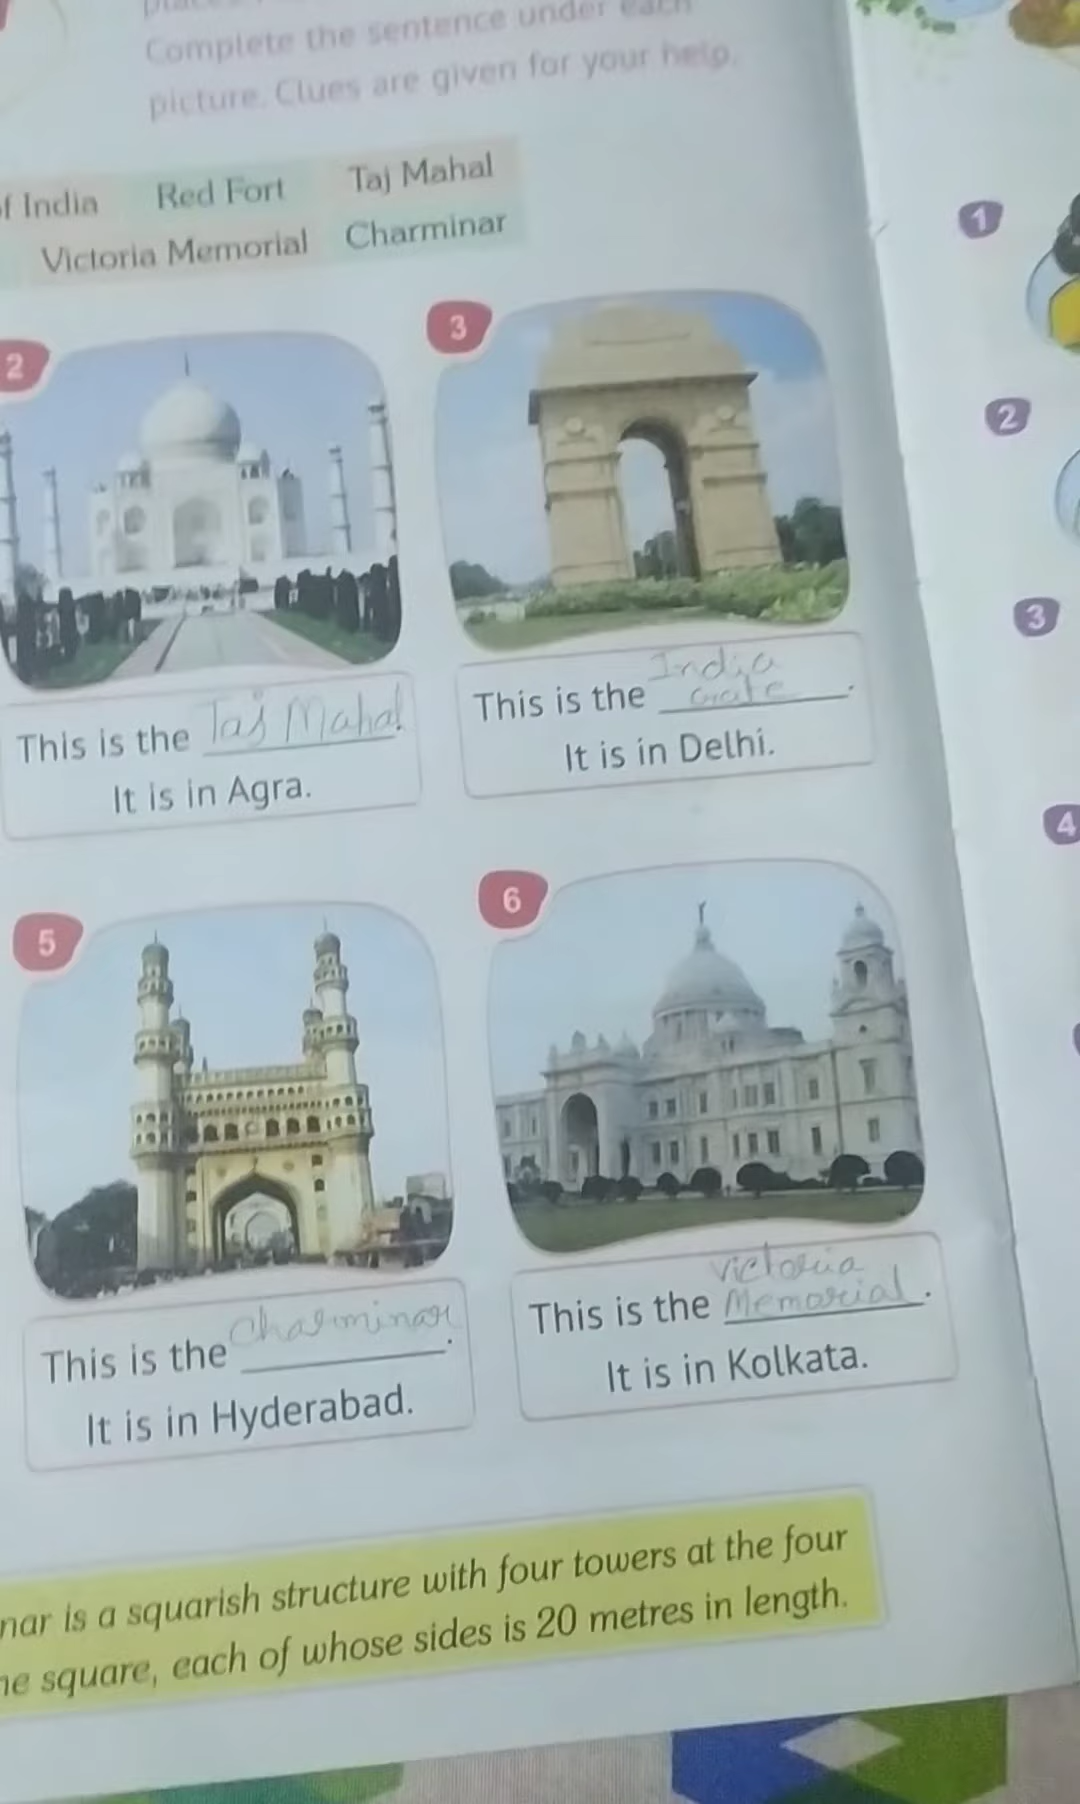 Complete the sentence under each
picture. Clues are given for your help.
of India Red Fort Taj Mahal
Victoria Memorial Charminar
2
3
This is the Taj Mahal.
It is in Agra.
This is the India
Gate.
It is in Delhi.
5
6
This is the Charminar.
It is in Hyderabad.
This is the Victoria
Memorial.
It is in Kolkata.
nar is a squarish structure with four towers at the four
square, each of whose sides is 20 metres in length.
1
2
3
4